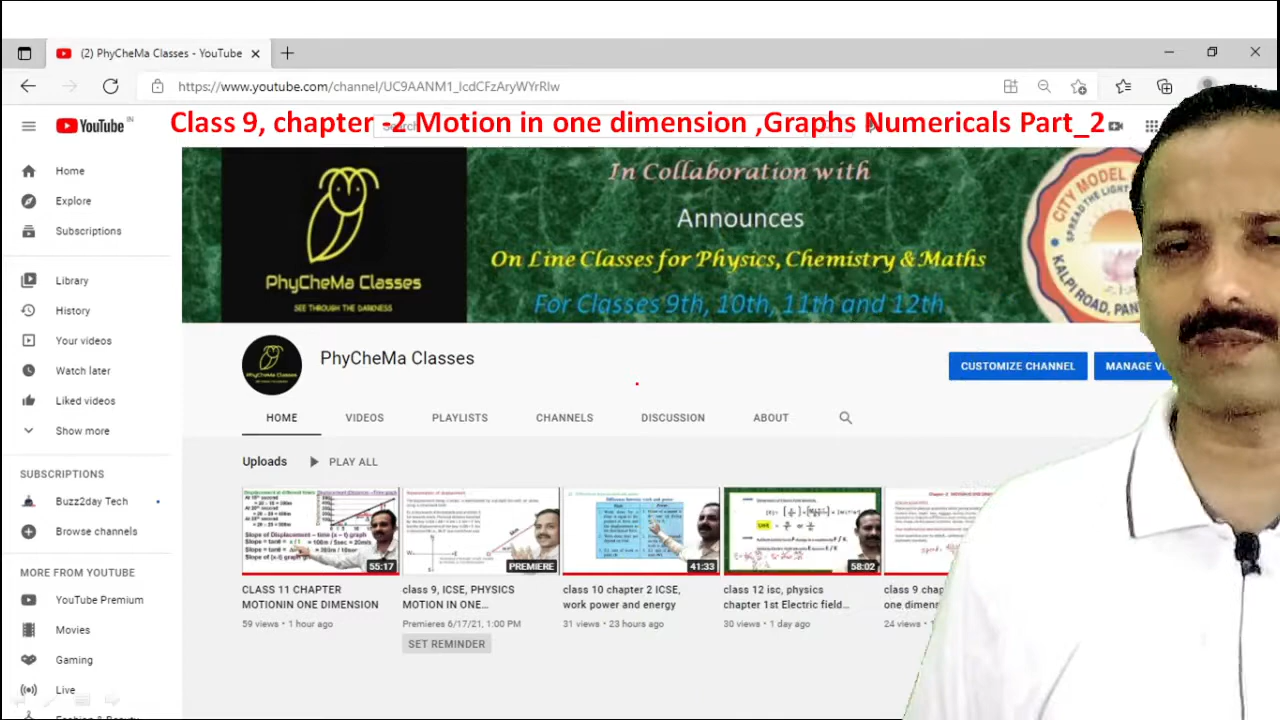 (2) PhyCheMa Classes - YouTube
https://www.youtube.com/channel/UC9AANM1_IcdCFzAryWYrRIw
YouTube IN
Class 9, chapter -2 Motion in one dimension ,Graphs Numericals Part_2
Home
Explore
Subscriptions
Library
History
Your videos
Watch later
Liked videos
Show more
SUBSCRIPTIONS
Buzz2day Tech
Browse channels
MORE FROM YOUTUBE
YouTube Premium
Movies
Gaming
Live
PhyCheMa Classes
SEE THROUGH THE DARKNESS
In Collaboration with
Announces
On Line Classes for Physics, Chemistry & Maths
For Classes 9th, 10th, 11th and 12th
CITY MODEL
SPREAD THE LIGHT
KALPI ROAD,
PhyCheMa Classes
CUSTOMIZE CHANNEL
MANAGE
HOME
VIDEOS
PLAYLISTS
CHANNELS
DISCUSSION
ABOUT
Uploads
PLAY ALL
55:17
PREMIERE
41:33
58:02
CLASS 11 CHAPTER
MOTIONIN ONE DIMENSION
59 views • 1 hour ago
class 9, ICSE, PHYSICS
MOTION IN ONE...
Premieres 6/17/21, 1:00 PM
SET REMINDER
class 10 chapter 2 ICSE,
work power and energy
31 views • 23 hours ago
class 12 isc, physics
chapter 1st Electric field...
30 views • 1 day ago
class 9 chap
one dimens
24 views •